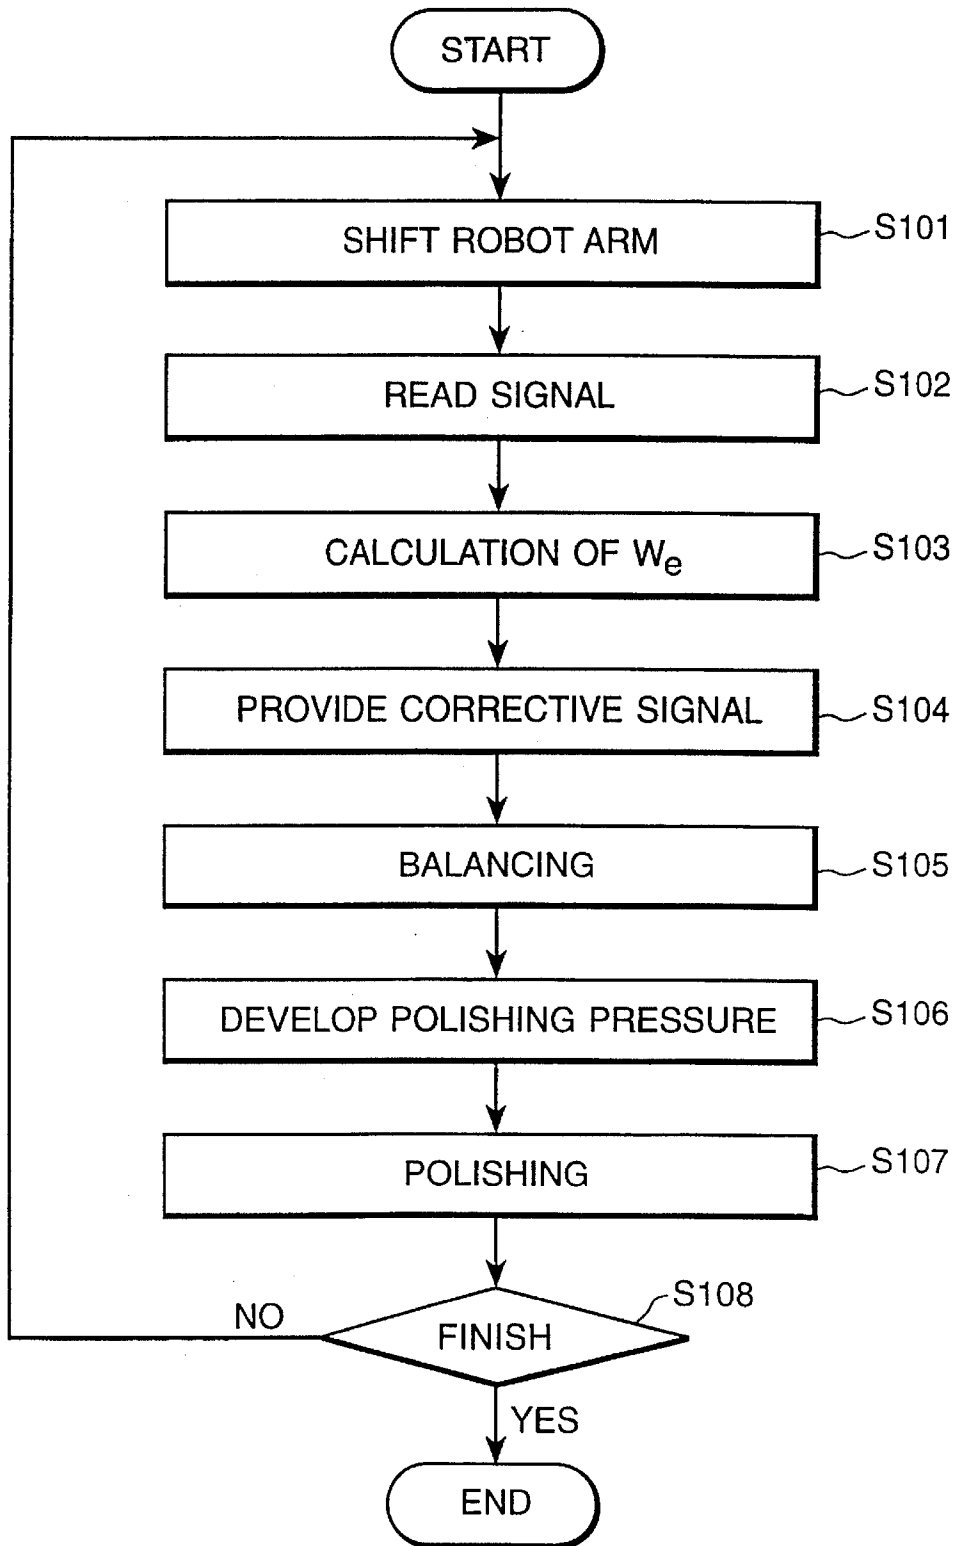 START
SHIFT ROBOT ARM
S101
READ SIGNAL
S102
CALCULATION OF We
S103
PROVIDE CORRECTIVE SIGNAL
S104
BALANCING
S105
DEVELOP POLISHING PRESSURE
S106
POLISHING
S107
S108
NO
FINISH
YES
END